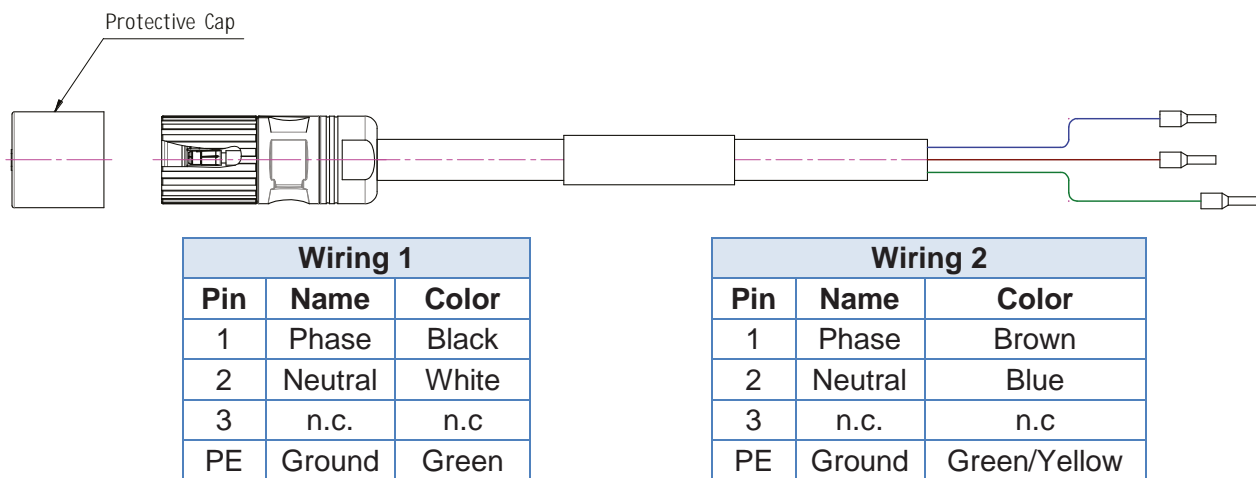 Protective Cap
Wiring 1
Pin Name Color
1 Phase Black
2 Neutral White
3 n.c. n.c
PE Ground Green
Wiring 2
Pin Name Color
1 Phase Brown
2 Neutral Blue
3 n.c. n.c
PE Ground Green/Yellow